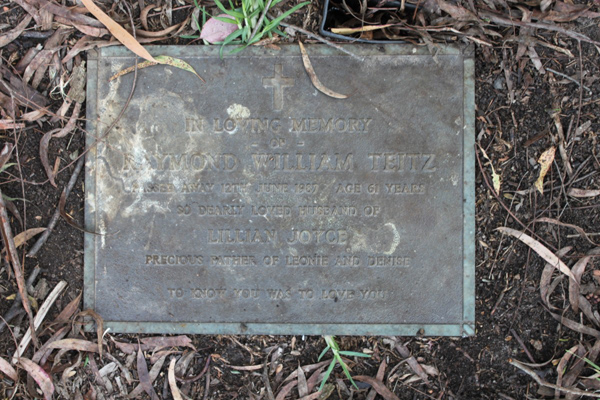 IN LOVING MEMORY
OF
RAYMOND WILLIAM TEITZ
PASSED AWAY 12TH JUNE 1987 AGE 61 YEARS
SO DEARLY LOVED HUSBAND OF
LILLIAN JOYCE
PRECIOUS FATHER OF LEONIE AND DENISE
TO KNOW YOU WAS TO LOVE YOU